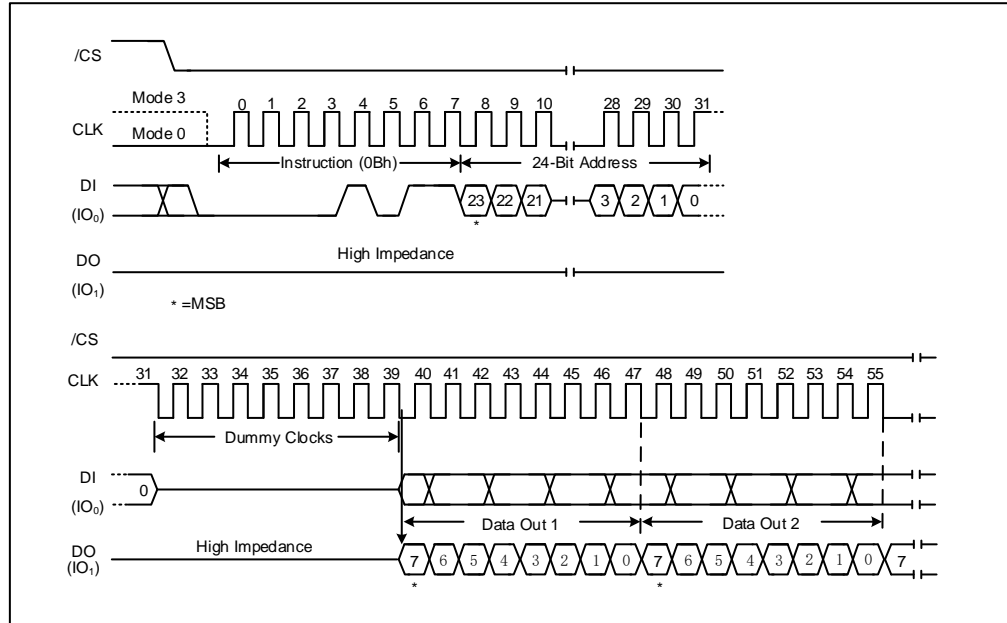 /CS
Mode 3
0 1 2 3 4 5 6 7 8 9 10 28 29 30 31
CLK
Mode 0
Instruction (0Bh) 24-Bit Address
DI
(IO₀)
23 22 21 3 2 1 0
*
High Impedance
DO
(IO₁)
* =MSB
/CS
31 32 33 34 35 36 37 38 39 40 41 42 43 44 45 46 47 48 49 50 51 52 53 54 55
CLK
Dummy Clocks
DI
(IO₀)
0
Data Out 1 Data Out 2
High Impedance
DO
(IO₁)
7 6 5 4 3 2 1 0 7 6 5 4 3 2 1 0 7
* *